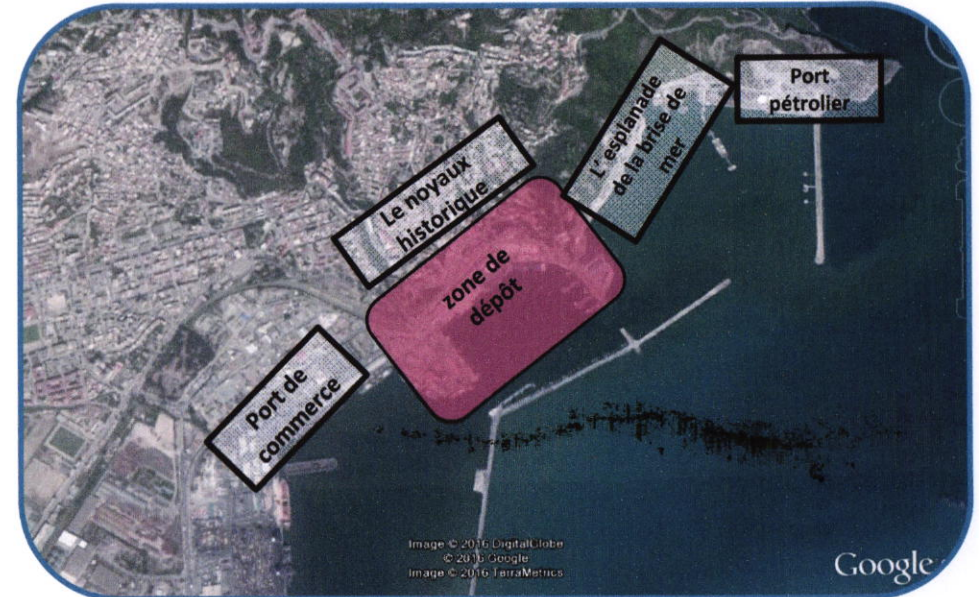 Port
pétrolier
L' esplanade
de la brise de
mer
Le noyaux
historique
zone de
dépôt
Port de
commerce
Image © 2016 DigitalGlobe
© 2016 Google
Image © 2016 TerraMetrics
Google